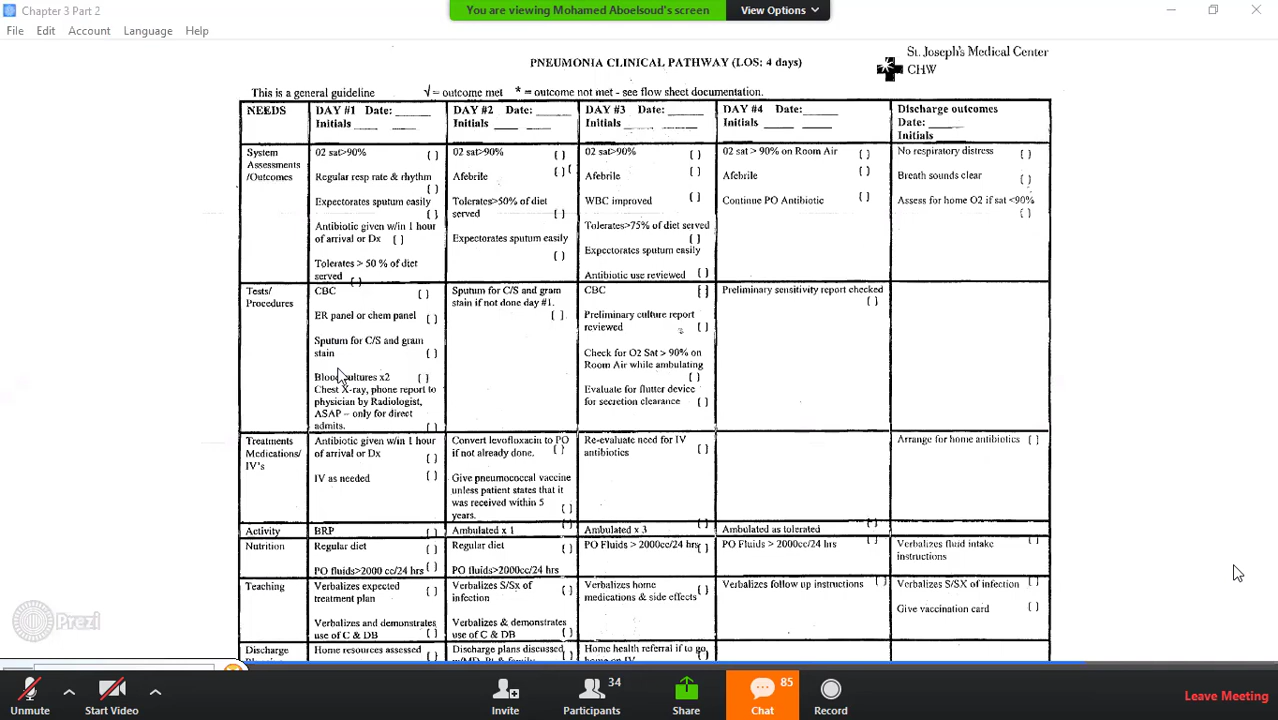 Chapter 3 Part 2
You are viewing Mohamed Aboelsoud's screen
View Options
File Edit Account Language Help
PNEUMONIA CLINICAL PATHWAY (LOS: 4 days)
St. Joseph's Medical Center
CHW
This is a general guideline √ = outcome met * = outcome not met - see flow sheet documentation.
NEEDS
DAY #1 Date: ______
Initials ___ ___
DAY #2 Date: ______
Initials ___ ___
DAY #3 Date: ______
Initials ___ ___
DAY #4 Date: ______
Initials ___ ___
Discharge outcomes
Date: _____
Initials
System
Assessments
/Outcomes
02 sat>90% ( )
Regular resp rate & rhythm
( )
Expectorates sputum easily
( )
Antibiotic given w/in 1 hour
of arrival or Dx ( )
Tolerates > 50 % of diet
served ( )
02 sat>90% ( )
Afebrile ( )
Tolerates>50% of diet
served ( )
Expectorates sputum easily
( )
02 sat>90% ( )
Afebrile ( )
WBC improved ( )
Tolerates>75% of diet served
( )
Expectorates sputum easily
( )
Antibiotic use reviewed ( )
02 sat > 90% on Room Air ( )
Afebrile ( )
Continue PO Antibiotic ( )
No respiratory distress ( )
Breath sounds clear ( )
Assess for home O2 if sat <90%
( )
Tests/
Procedures
CBC ( )
ER panel or chem panel ( )
Sputum for C/S and gram
stain ( )
Blood cultures x2 ( )
Chest X-ray, phone report to
physician by Radiologist,
ASAP – only for direct
admits. ( )
Sputum for C/S and gram
stain if not done day #1.
( )
CBC ( )
Preliminary culture report
reviewed ( )
Check for O2 Sat > 90% on
Room Air while ambulating
( )
Evaluate for flutter device
for secretion clearance ( )
Preliminary sensitivity report checked
( )
Treatments
Medications/
IV's
Antibiotic given w/in 1 hour
of arrival or Dx ( )
IV as needed ( )
Convert levofloxacin to PO
if not already done. ( )
Give pneumococcal vaccine
unless patient states that it
was received within 5
years. ( )
Re-evaluate need for IV
antibiotics ( )
Arrange for home antibiotics ( )
Activity
BRP ( )
Ambulated x 1 ( )
Ambulated x 3 ( )
Ambulated as tolerated ( )
Nutrition
Regular diet ( )
PO fluids>2000 cc/24 hrs ( )
Regular diet ( )
PO fluids>2000cc/24 hrs ( )
PO Fluids > 2000cc/24 hrs ( )
PO Fluids > 2000cc/24 hrs ( )
Verbalizes fluid intake ( )
instructions
Teaching
Verbalizes expected
treatment plan ( )
Verbalizes and demonstrates
use of C & DB ( )
Verbalizes S/Sx of
infection ( )
Verbalizes & demonstrates
use of C & DB ( )
Verbalizes home
medications & side effects ( )
Verbalizes follow up instructions ( )
Verbalizes S/SX of infection ( )
Give vaccination card ( )
Discharge
Home resources assessed ( )
Discharge plans discussed
Home health referral if to go
Prezi
Unmute
Start Video
Invite
34
Participants
Share
85
Chat
Record
Leave Meeting